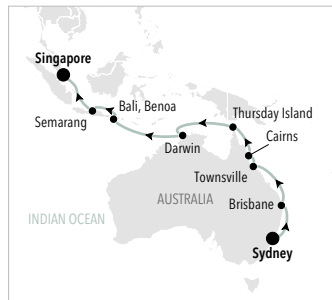 Singapore
Bali, Benoa
Semarang
Thursday Island
Cairns
Darwin
Townsville
AUSTRALIA
Brisbane
INDIAN OCEAN
Sydney